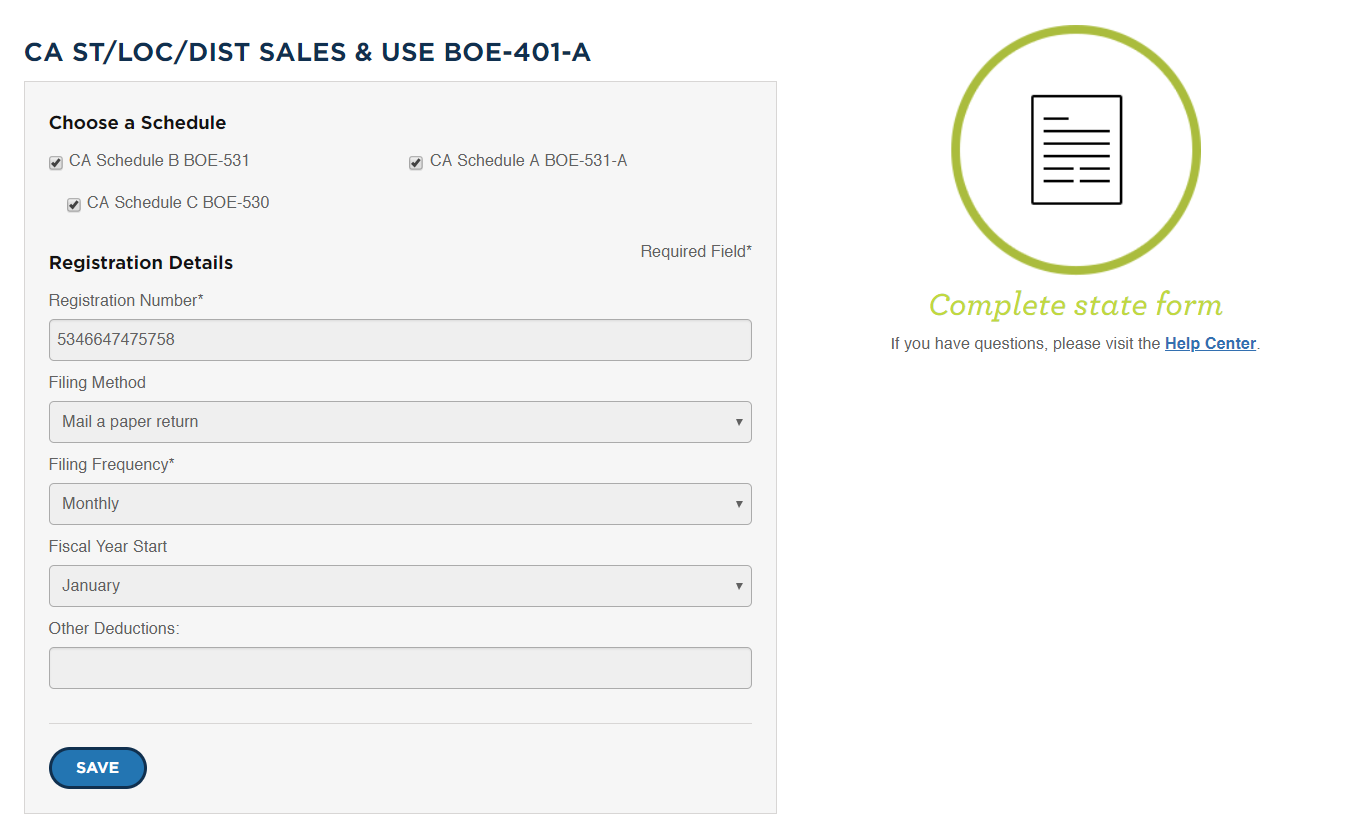 CA ST/LOC/DIST SALES & USE BOE-401-A
Choose a Schedule
CA Schedule B BOE-531
CA Schedule A BOE-531-A
CA Schedule C BOE-530
Required Field*
Registration Details
Registration Number*
5346647475758
Filing Method
Mail a paper return
Filing Frequency*
Monthly
Fiscal Year Start
January
Other Deductions:
SAVE
Complete state form
If you have questions, please visit the Help Center.